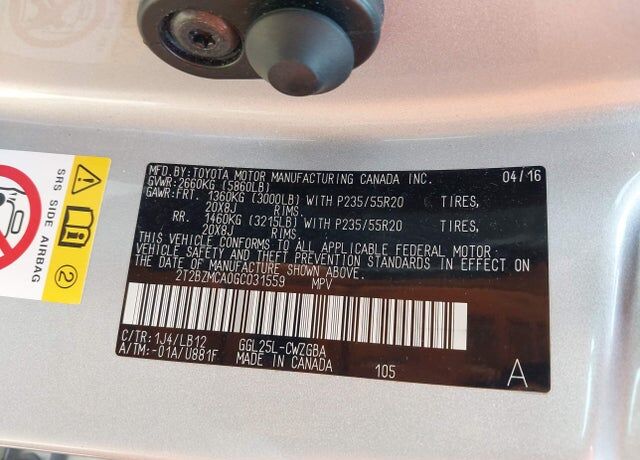 MFD.BY:TOYOTA MOTOR MANUFACTURING CANADA INC. 04/16
GVWR:2660KG (5860LB)
GAWR:FRT. 1360KG (3000LB) WITH P235/55R20 TIRES,
20X8J RIMS
RR. 1460KG (3215LB) WITH P235/55R20 TIRES,
20X8J RIMS
THIS VEHICLE CONFORMS TO ALL APPLICABLE FEDERAL MOTOR
VEHICLE SAFETY AND THEFT PREVENTION STANDARDS IN EFFECT ON
THE DATE OF MANUFACTURE SHOWN ABOVE.
2T2BZMCA0GC031559 MPV
C/TR:1J4/LB12 GGL25L-CWZGBA
A/TM:-01A/U881F MADE IN CANADA 105 A
SRS SIDE AIRBAG
2